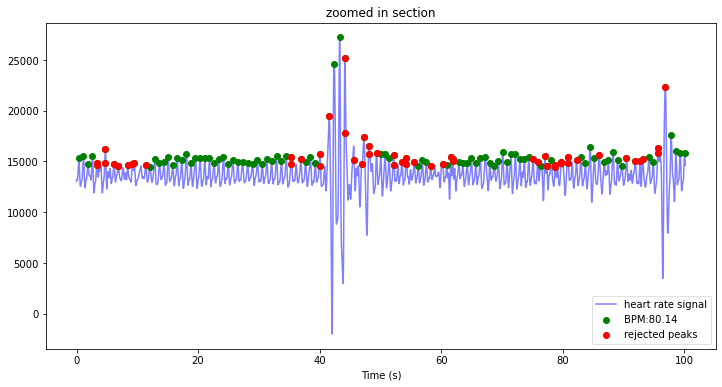 zoomed in section
25000
20000
15000
10000
5000
0
0 20 40 60 80 100
Time (s)
heart rate signal
BPM:80.14
rejected peaks